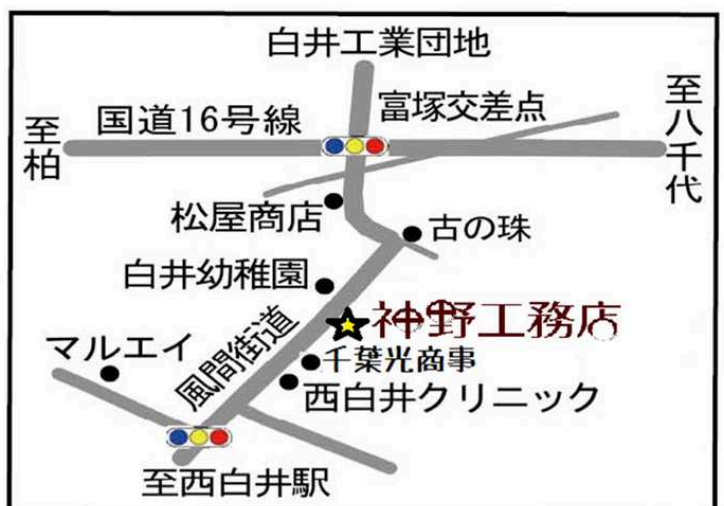 白井工業団地
富塚交差点
国道16号線
至柏
至八千代
松屋商店
古の珠
白井幼稚園
神野工務店
風間街道
マルエイ
千葉光商事
西白井クリニック
至西白井駅